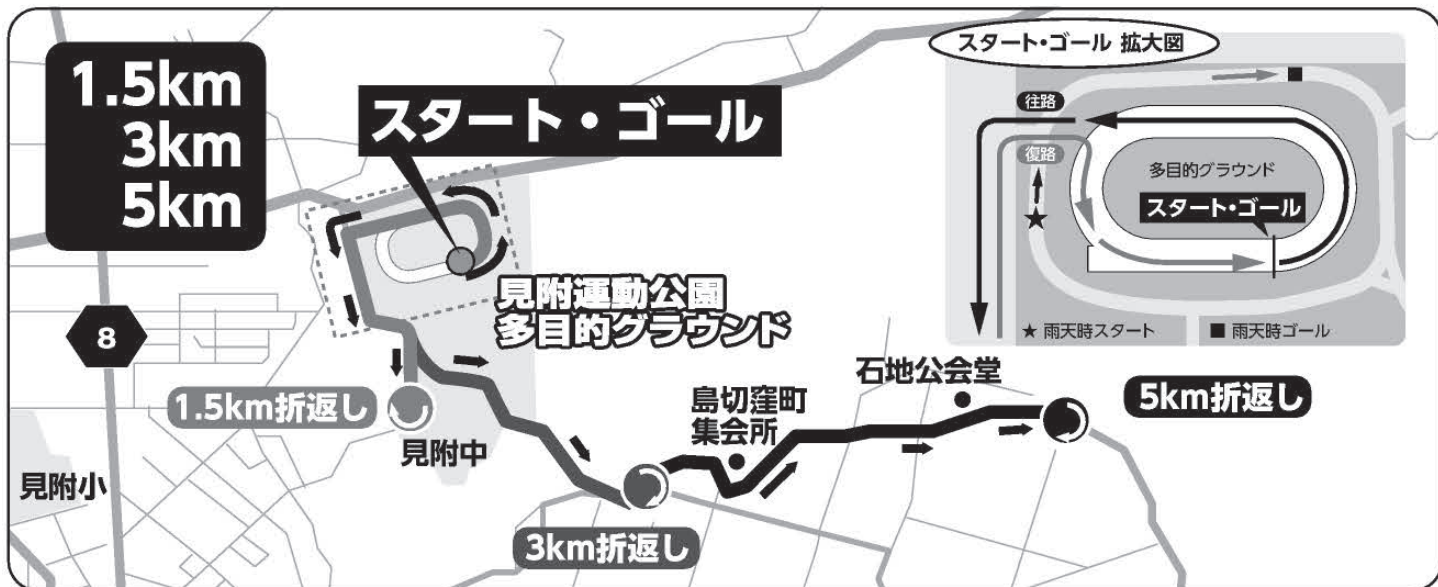 1.5km
3km
5km
スタート・ゴール
見附運動公園
多目的グラウンド
8
1.5km折返し
見附中
見附小
3km折返し
島切窪町
集会所
石地公会堂
5km折返し
スタート・ゴール 拡大図
往路
復路
多目的グラウンド
スタート・ゴール
★ 雨天時スタート
■ 雨天時ゴール